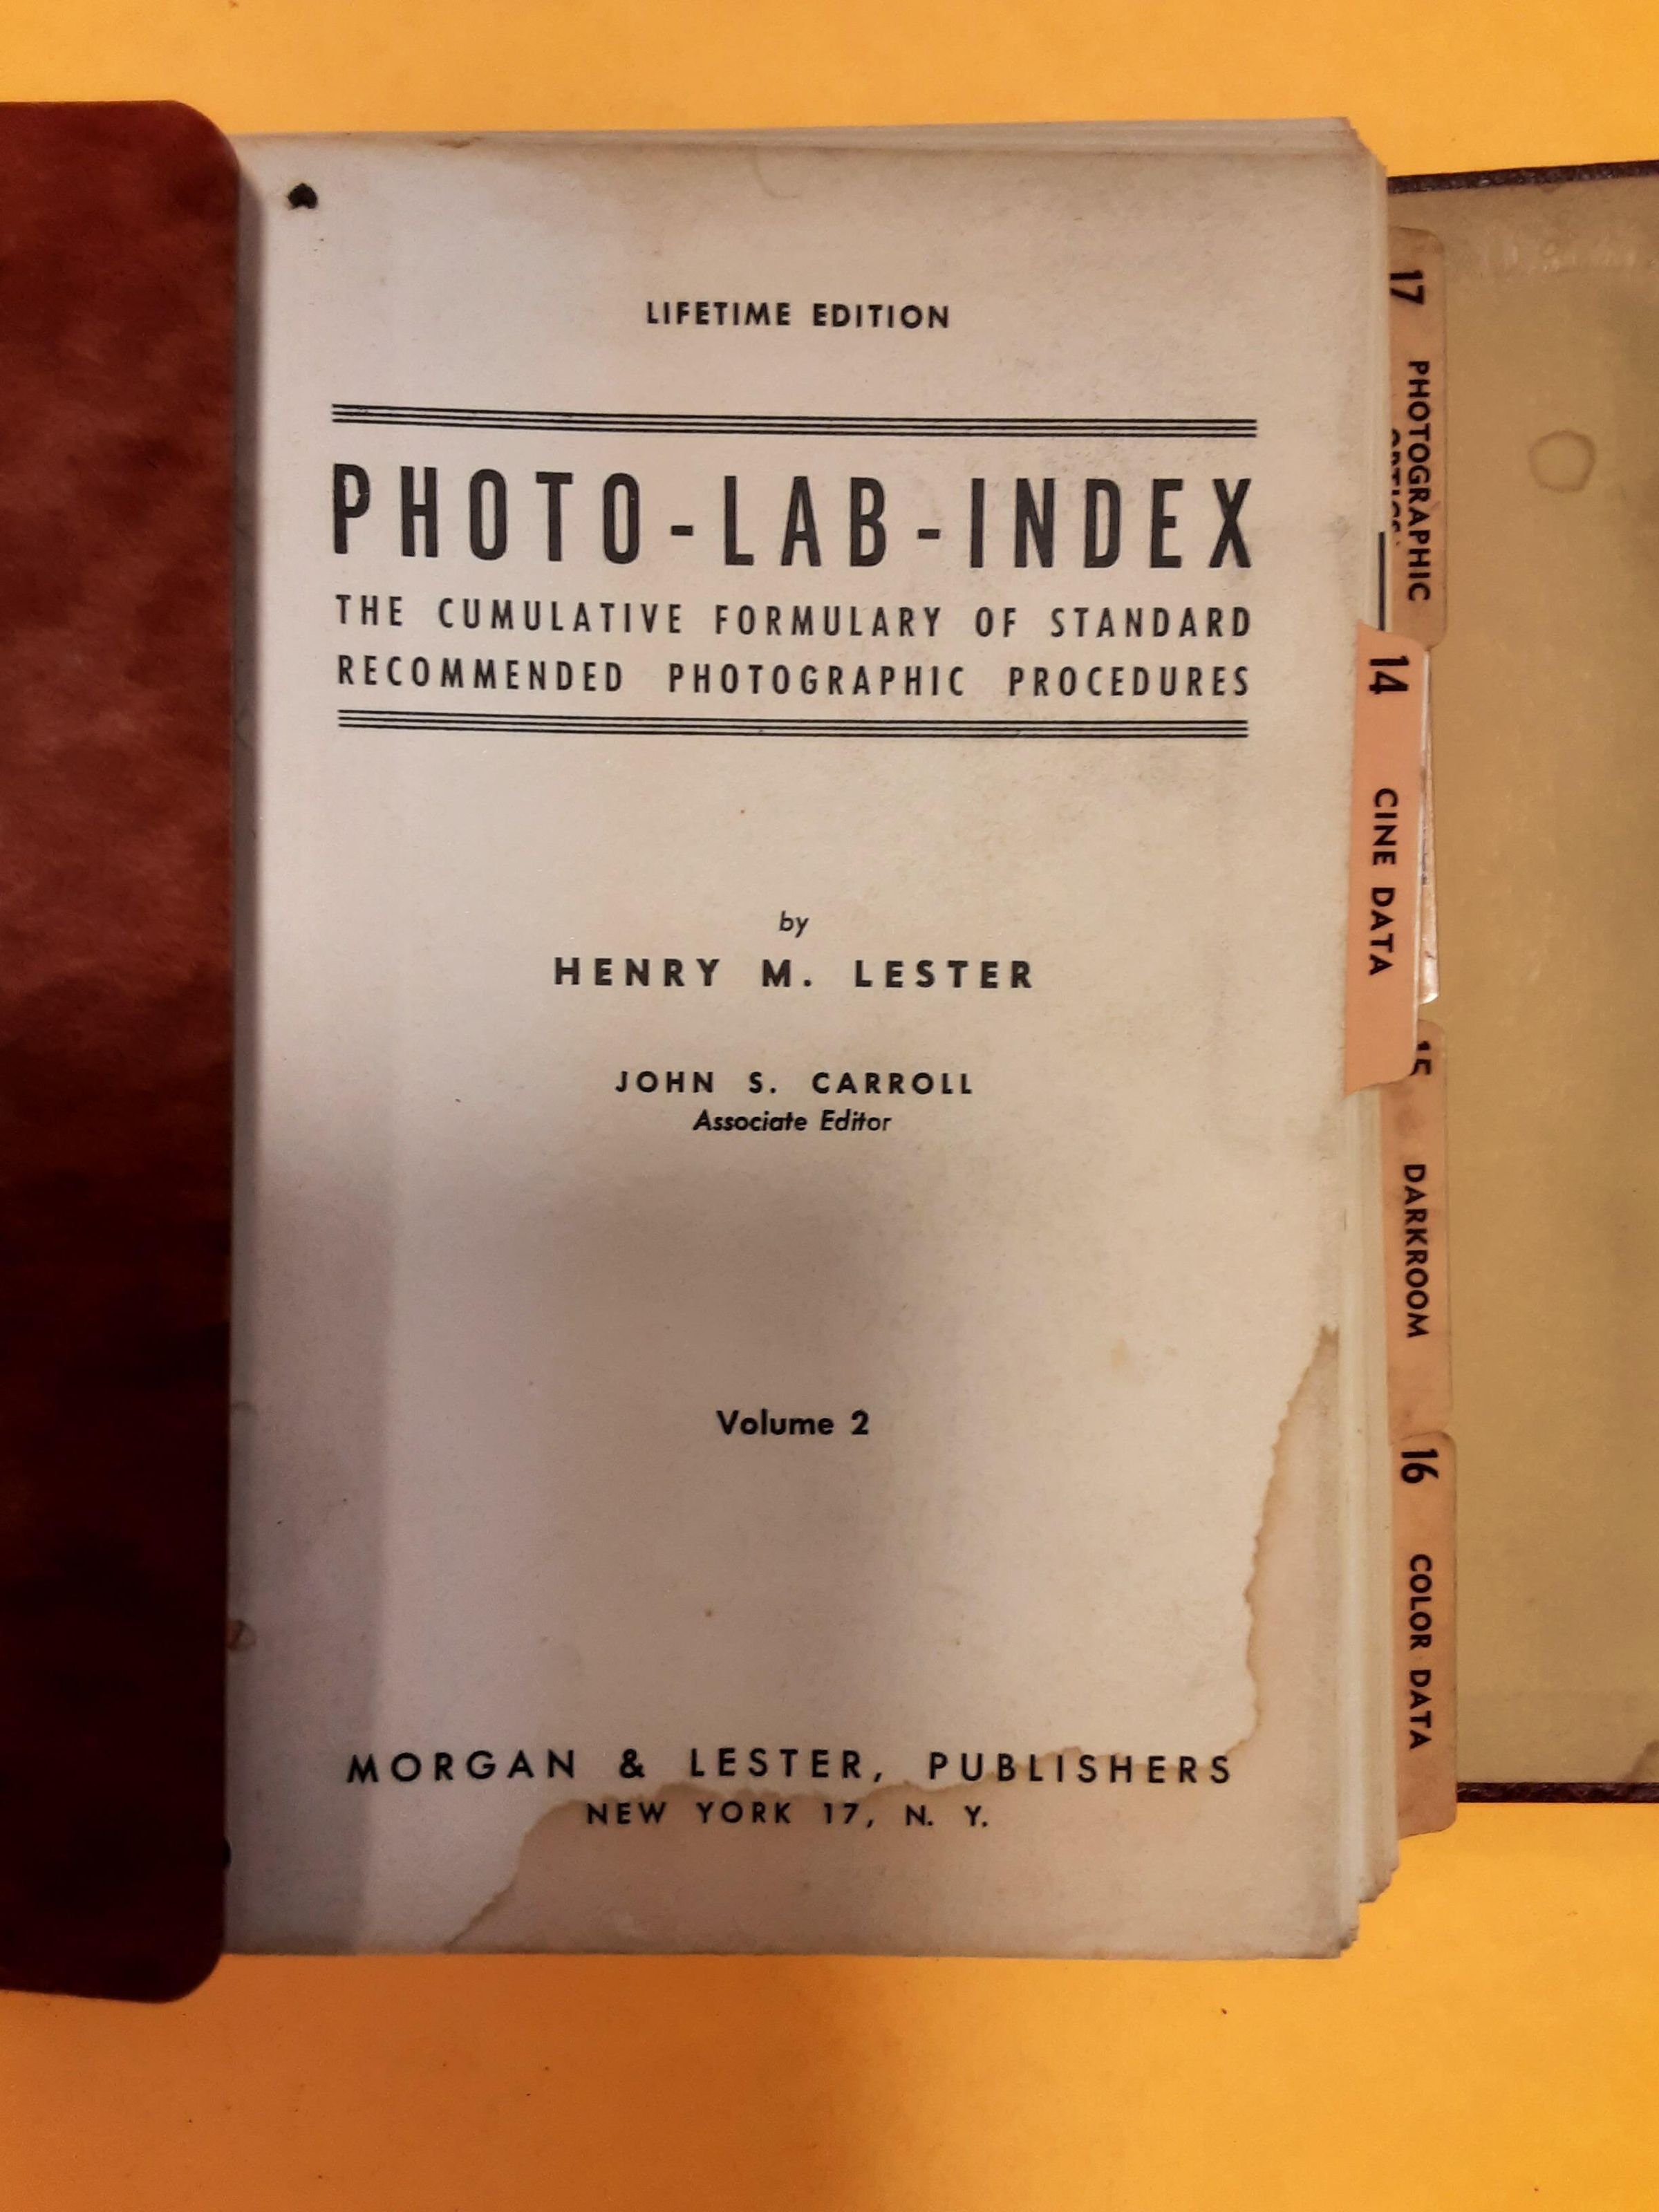 LIFETIME EDITION
PHOTO-LAB-INDEX
THE CUMULATIVE FORMULARY OF STANDARD
RECOMMENDED PHOTOGRAPHIC PROCEDURES
by
HENRY M. LESTER
JOHN S. CARROLL
Associate Editor
Volume 2
MORGAN & LESTER, PUBLISHERS
NEW YORK 17, N. Y.
17 PHOTOGRAPHIC
14 CINE DATA
15 DARKROOM
16 COLOR DATA